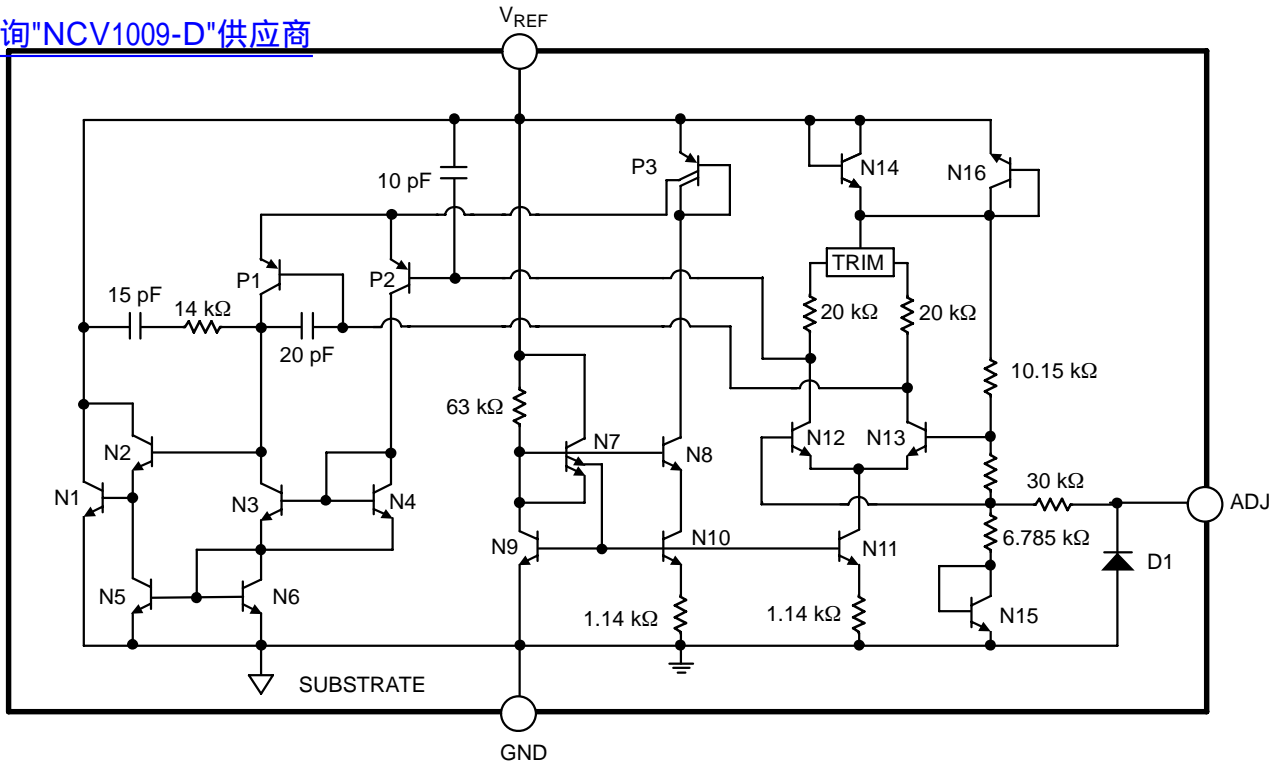 询"NCV1009-D"供应商
VREF
P3
N14
N16
10 pF
TRIM
P1
P2
15 pF
14 kΩ
20 kΩ
20 kΩ
20 pF
10.15 kΩ
63 kΩ
N7
N2
N12
N13
N8
30 kΩ
N1
N3
N4
ADJ
6.785 kΩ
N9
N10
N11
D1
N5
N6
1.14 kΩ
1.14 kΩ
N15
SUBSTRATE
GND